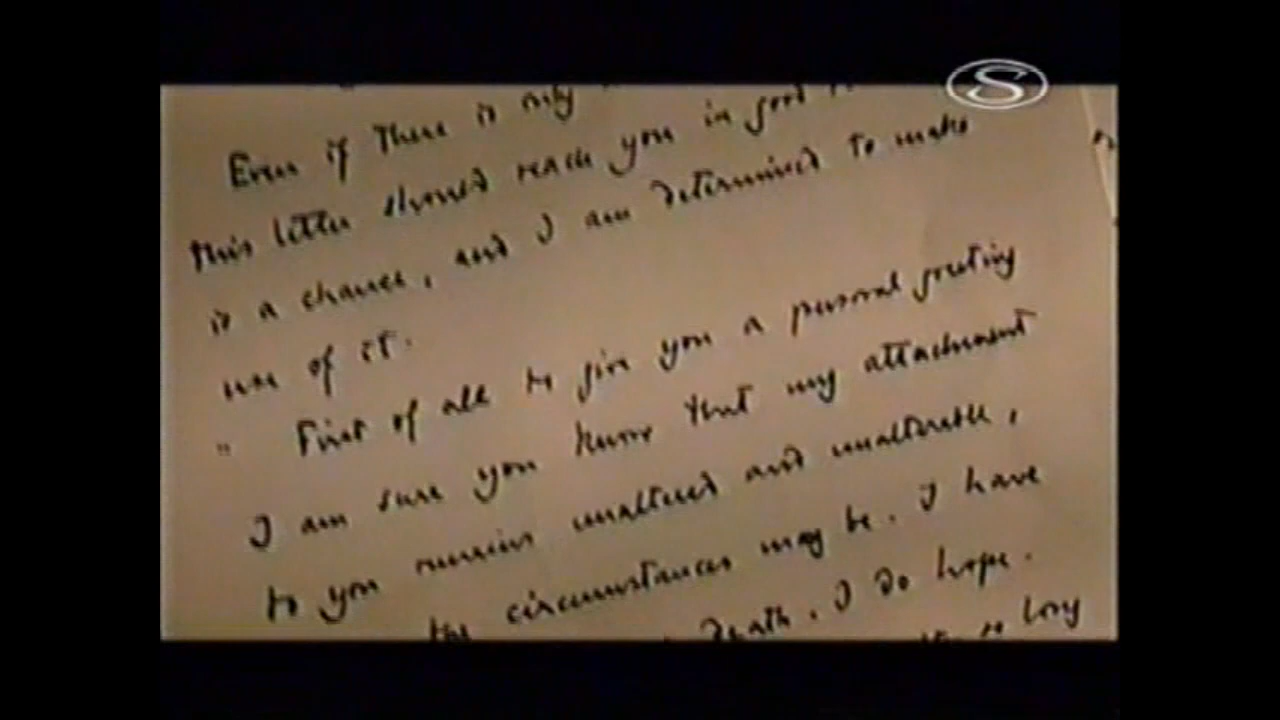 S
Even if there is only
this letter should reach you in good
is a chance, and I am determined to make
use of it.
" First of all to give you a personal greeting
I am sure you know that my attachment
to you remains unaltered and unalterable,
the circumstances may be. I have
death. I do hope.
so long